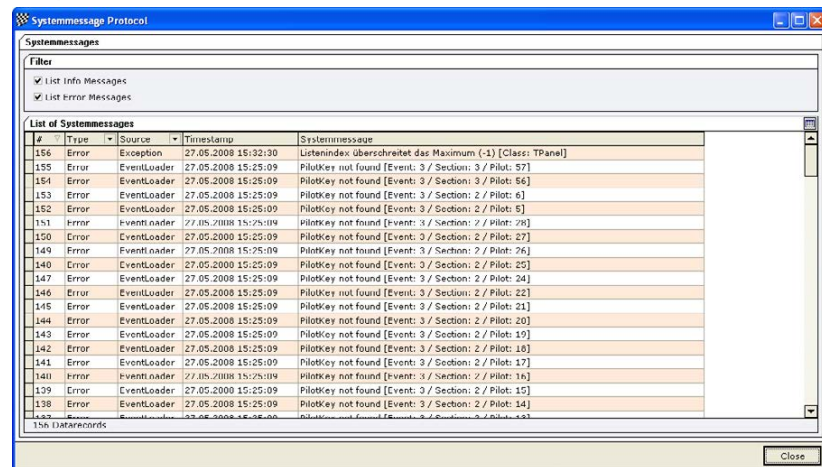 Systemmessage Protocol
Systemmessages
Filter
List Info Messages
List Error Messages
List of Systemmessages
# Type Source Timestamp Systemmessage
156 Error Exception 27.05.2008 15:32:30 Listenindex überschreitet das Maximum (-1) [Class: TPanel]
155 Error EventLoader 27.05.2008 15:25:09 PilotKey not found [Event: 3 / Section: 3 / Pilot: 57]
154 Error EventLoader 27.05.2008 15:25:09 PilotKey not found [Event: 3 / Section: 3 / Pilot: 56]
153 Error EventLoader 27.05.2008 15:25:09 PilotKey not found [Event: 3 / Section: 2 / Pilot: 6]
152 Error EventLoader 27.05.2008 15:25:09 PilotKey not found [Event: 3 / Section: 2 / Pilot: 5]
151 Error EventLoader 27.05.2008 15:25:09 PilotKey not found [Event: 3 / Section: 2 / Pilot: 28]
150 Error EventLoader 27.05.2008 15:25:09 PilotKey not found [Event: 3 / Section: 2 / Pilot: 27]
149 Error EventLoader 27.05.2008 15:25:09 PilotKey not found [Event: 3 / Section: 2 / Pilot: 26]
148 Error EventLoader 27.05.2008 15:25:09 PilotKey not found [Event: 3 / Section: 2 / Pilot: 25]
147 Error EventLoader 27.05.2008 15:25:09 PilotKey not found [Event: 3 / Section: 2 / Pilot: 24]
146 Error EventLoader 27.05.2008 15:25:09 PilotKey not found [Event: 3 / Section: 2 / Pilot: 22]
145 Error EventLoader 27.05.2008 15:25:09 PilotKey not found [Event: 3 / Section: 2 / Pilot: 21]
144 Error EventLoader 27.05.2008 15:25:09 PilotKey not found [Event: 3 / Section: 2 / Pilot: 20]
143 Error EventLoader 27.05.2008 15:25:09 PilotKey not found [Event: 3 / Section: 2 / Pilot: 19]
142 Error EventLoader 27.05.2008 15:25:09 PilotKey not found [Event: 3 / Section: 2 / Pilot: 18]
141 Error EventLoader 27.05.2008 15:25:09 PilotKey not found [Event: 3 / Section: 2 / Pilot: 17]
140 Error EventLoader 27.05.2008 15:25:09 PilotKey not found [Event: 3 / Section: 2 / Pilot: 16]
139 Error EventLoader 27.05.2008 15:25:09 PilotKey not found [Event: 3 / Section: 2 / Pilot: 15]
138 Error EventLoader 27.05.2008 15:25:09 PilotKey not found [Event: 3 / Section: 2 / Pilot: 14]
156 Datarecords
Close